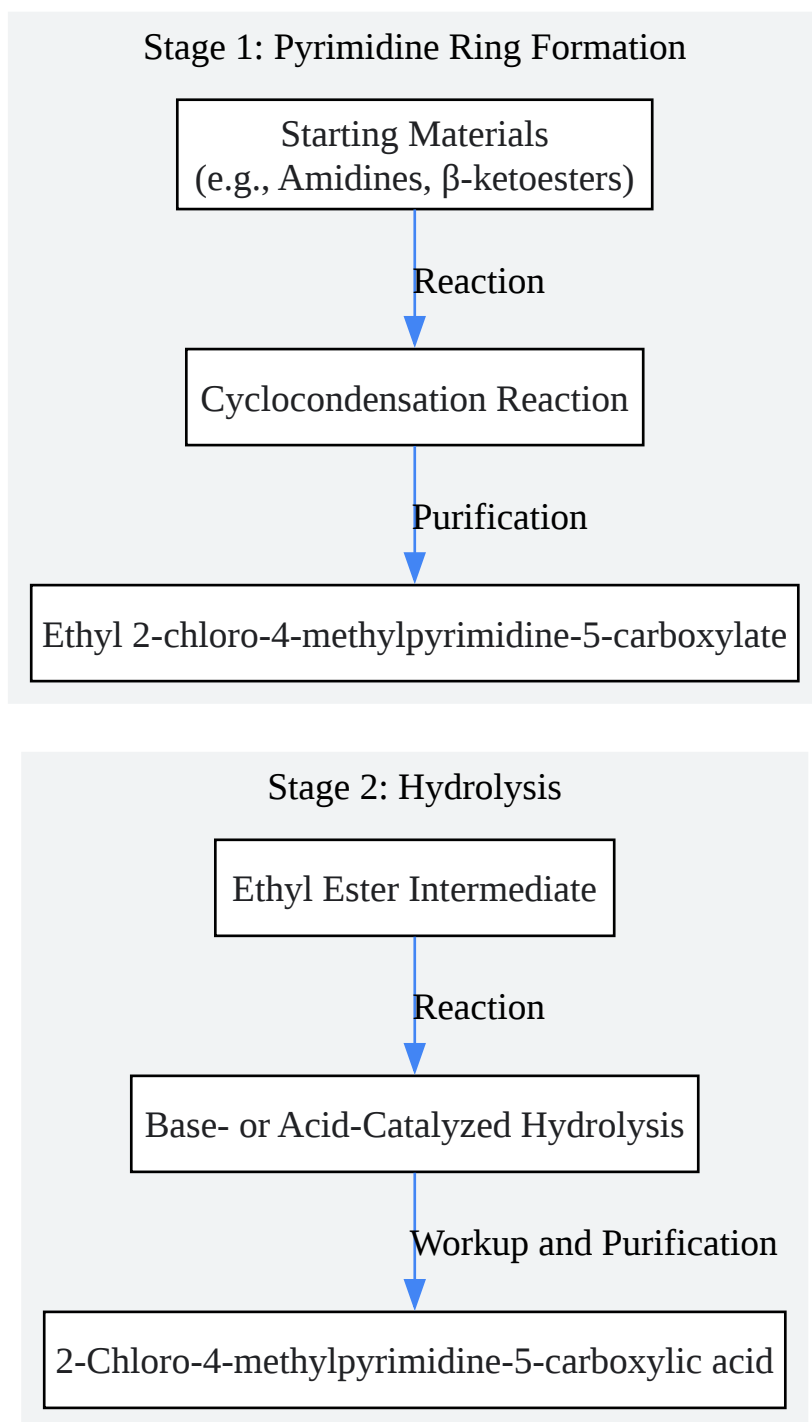 Stage 1: Pyrimidine Ring Formation
Starting Materials
(e.g., Amidines, β-ketoesters)
Reaction
Cyclocondensation Reaction
Purification
Ethyl 2-chloro-4-methylpyrimidine-5-carboxylate
Stage 2: Hydrolysis
Ethyl Ester Intermediate
Reaction
Base- or Acid-Catalyzed Hydrolysis
Workup and Purification
2-Chloro-4-methylpyrimidine-5-carboxylic acid